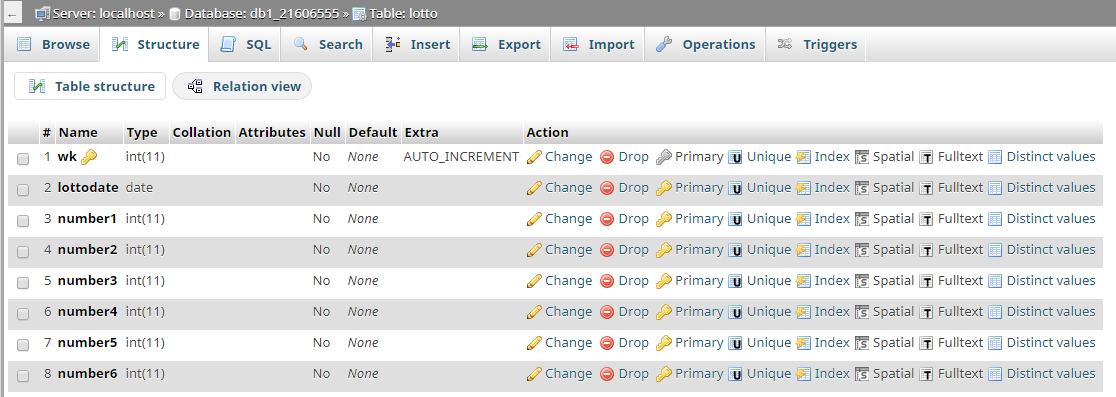 ← Server: localhost » Database: db1_21606555 » Table: lotto
Browse Structure SQL Search Insert Export Import Operations Triggers
Table structure Relation view
# Name Type Collation Attributes Null Default Extra Action
1 wk int(11) No None AUTO_INCREMENT Change Drop Primary Unique Index Spatial Fulltext Distinct values
2 lottodate date No None Change Drop Primary Unique Index Spatial Fulltext Distinct values
3 number1 int(11) No None Change Drop Primary Unique Index Spatial Fulltext Distinct values
4 number2 int(11) No None Change Drop Primary Unique Index Spatial Fulltext Distinct values
5 number3 int(11) No None Change Drop Primary Unique Index Spatial Fulltext Distinct values
6 number4 int(11) No None Change Drop Primary Unique Index Spatial Fulltext Distinct values
7 number5 int(11) No None Change Drop Primary Unique Index Spatial Fulltext Distinct values
8 number6 int(11) No None Change Drop Primary Unique Index Spatial Fulltext Distinct values